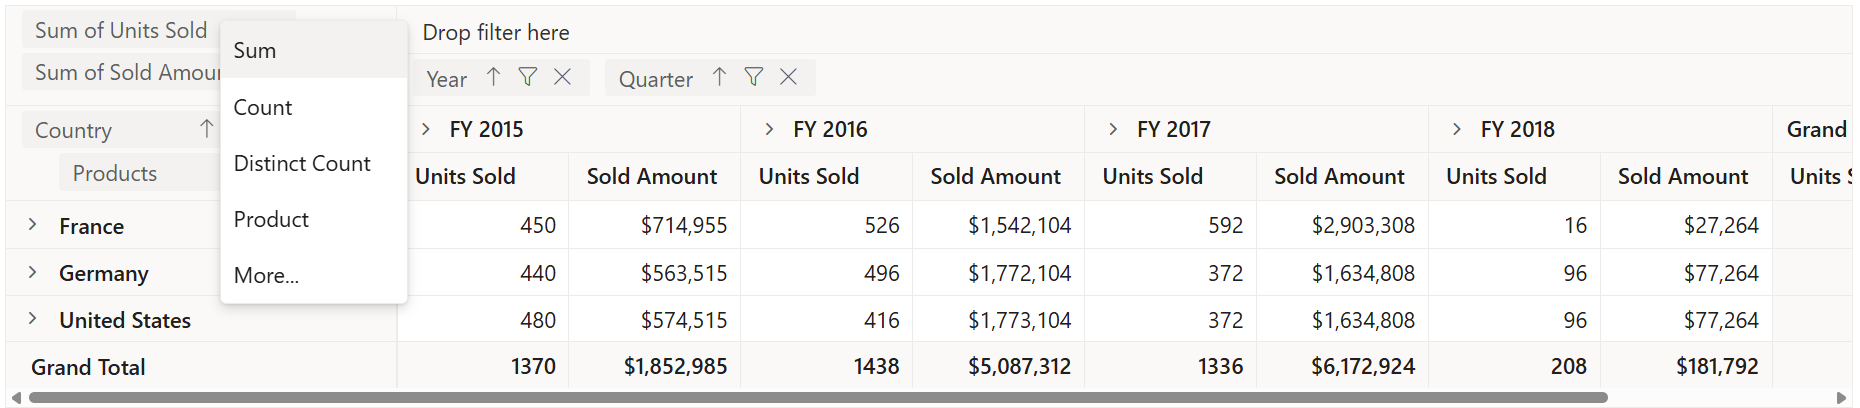 Sum of Units Sold
Sum of Sold Amour
Sum
Count
Distinct Count
Product
More...
Drop filter here
Year Quarter
Country
Products
FY 2015 FY 2016 FY 2017 FY 2018 Grand
Units Sold Sold Amount Units Sold Sold Amount Units Sold Sold Amount Units Sold Sold Amount Units
France 450 $714,955 526 $1,542,104 592 $2,903,308 16 $27,264
Germany 440 $563,515 496 $1,772,104 372 $1,634,808 96 $77,264
United States 480 $574,515 416 $1,773,104 372 $1,634,808 96 $77,264
Grand Total 1370 $1,852,985 1438 $5,087,312 1336 $6,172,924 208 $181,792